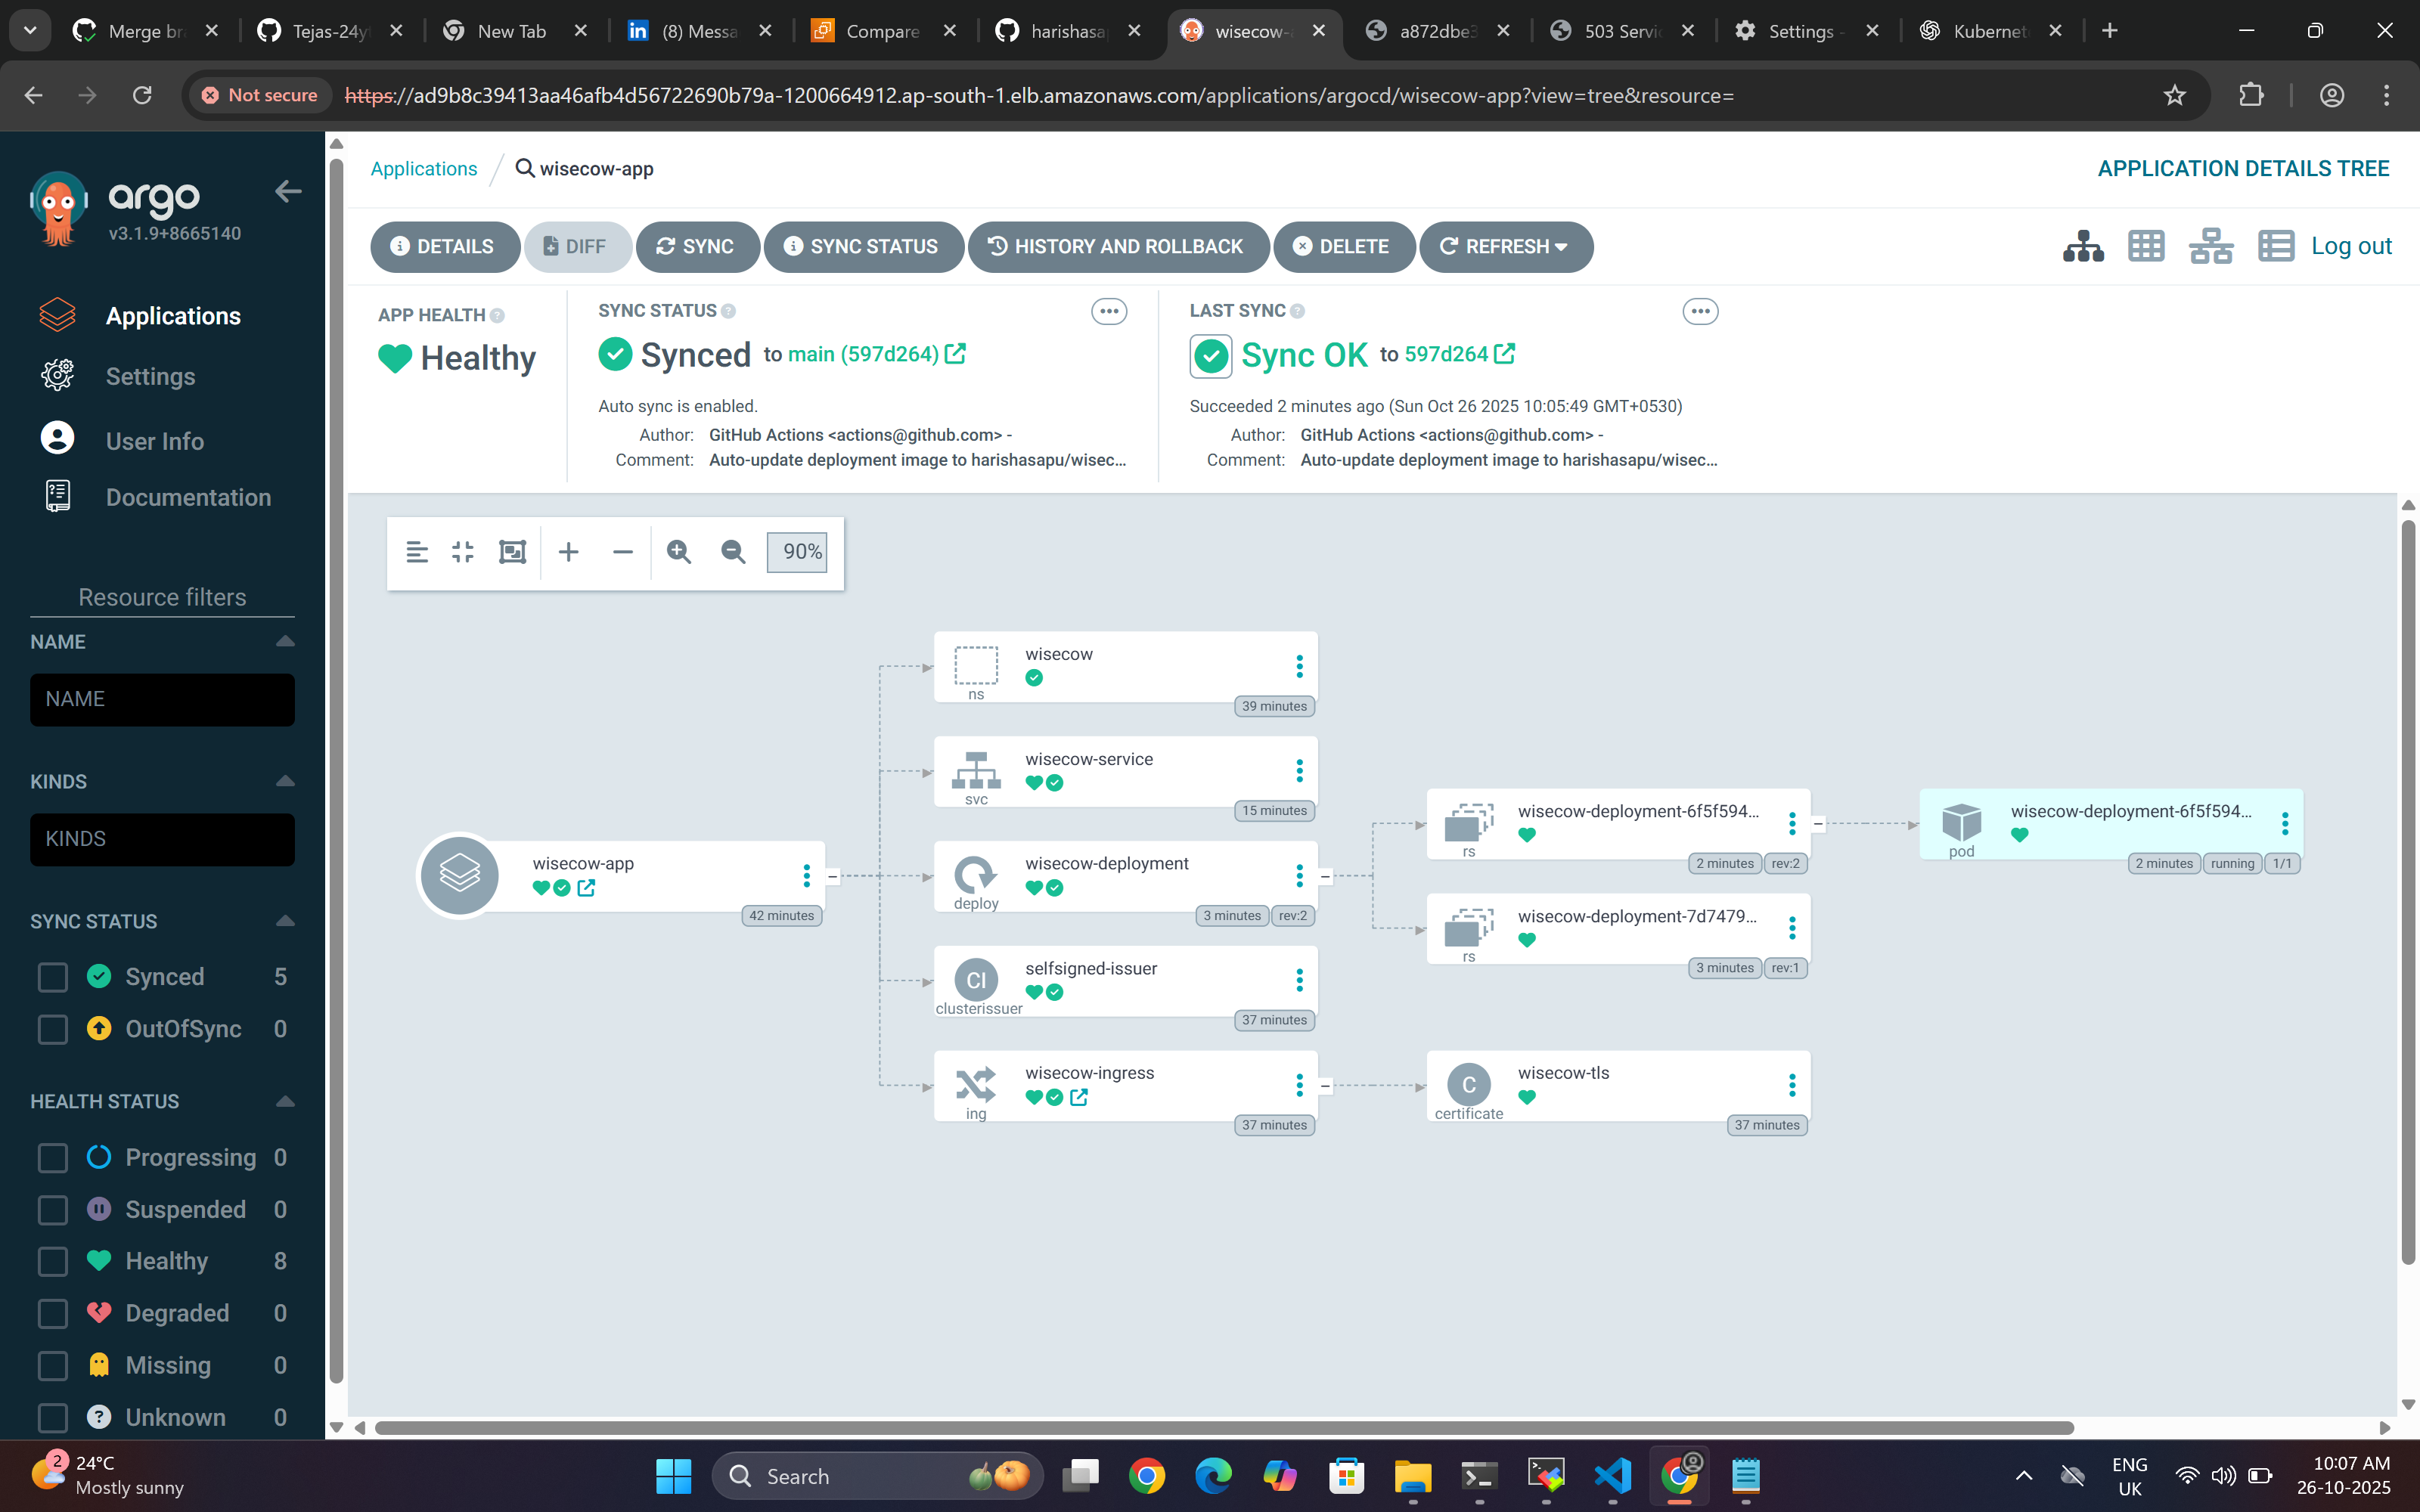 Merge br
Tejas-24y
New Tab
(8) Messa
Compare
harishasap
wisecow-a
a872dbe3
503 Servic
Settings -
Kubernet
Not secure
https://ad9b8c39413aa46afb4d56722690b79a-1200664912.ap-south-1.elb.amazonaws.com/applications/argocd/wisecow-app?view=tree&resource=
argo
v3.1.9+8665140
Applications
Settings
User Info
Documentation
Resource filters
NAME
NAME
KINDS
KINDS
SYNC STATUS
Synced 5
OutOfSync 0
HEALTH STATUS
Progressing 0
Suspended 0
Healthy 8
Degraded 0
Missing 0
Unknown 0
Applications / wisecow-app
APPLICATION DETAILS TREE
DETAILS
DIFF
SYNC
SYNC STATUS
HISTORY AND ROLLBACK
DELETE
REFRESH
Log out
APP HEALTH
Healthy
SYNC STATUS
Synced to main (597d264)
Auto sync is enabled.
Author: GitHub Actions <actions@github.com> -
Comment: Auto-update deployment image to harishasapu/wisec...
LAST SYNC
Sync OK to 597d264
Succeeded 2 minutes ago (Sun Oct 26 2025 10:05:49 GMT+0530)
Author: GitHub Actions <actions@github.com> -
Comment: Auto-update deployment image to harishasapu/wisec...
90%
wisecow-app
42 minutes
wisecow
ns
39 minutes
wisecow-service
svc
15 minutes
wisecow-deployment
deploy
3 minutes rev:2
CI
selfsigned-issuer
clusterissuer
37 minutes
wisecow-ingress
ing
37 minutes
wisecow-deployment-6f5f594...
rs
2 minutes rev:2
wisecow-deployment-7d7479...
rs
3 minutes rev:1
C
wisecow-tls
certificate
37 minutes
wisecow-deployment-6f5f594...
pod
2 minutes running 1/1
2
24°C
Mostly sunny
Search
ENG
UK
10:07 AM
26-10-2025